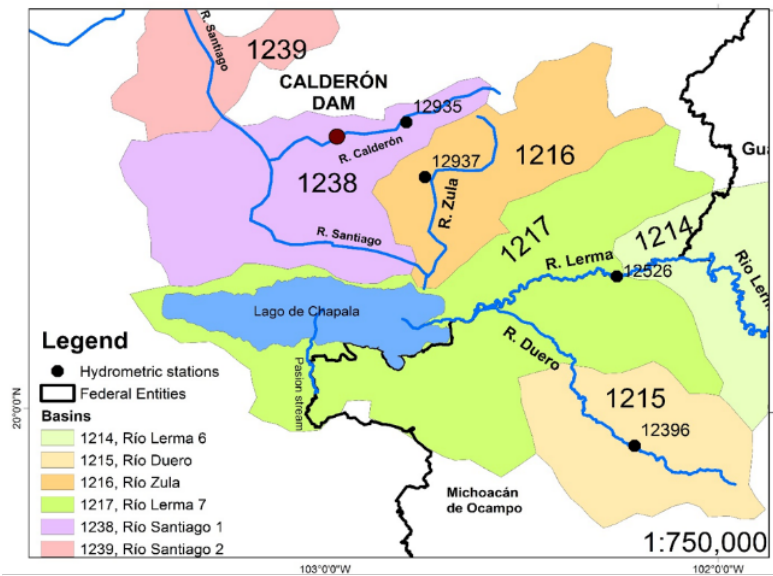 R. Santiago
1239
CALDERÓN
DAM
12935
R. Calderón
12937
1216
Gu
1238
R. Zula
1217
1214
R. Santiago
R. Lerma
12526
Río Lerm
Lago de Chapala
R. Duero
Legend
Hydrometric stations
Federal Entities
Basins
1214, Río Lerma 6
1215, Río Duero
1216, Río Zula
1217, Río Lerma 7
1238, Río Santiago 1
1239, Río Santiago 2
Pasion stream
20°0'0"N
1215
12396
Michoacán
de Ocampo
1:750,000
103°0'0"W
102°0'0"W